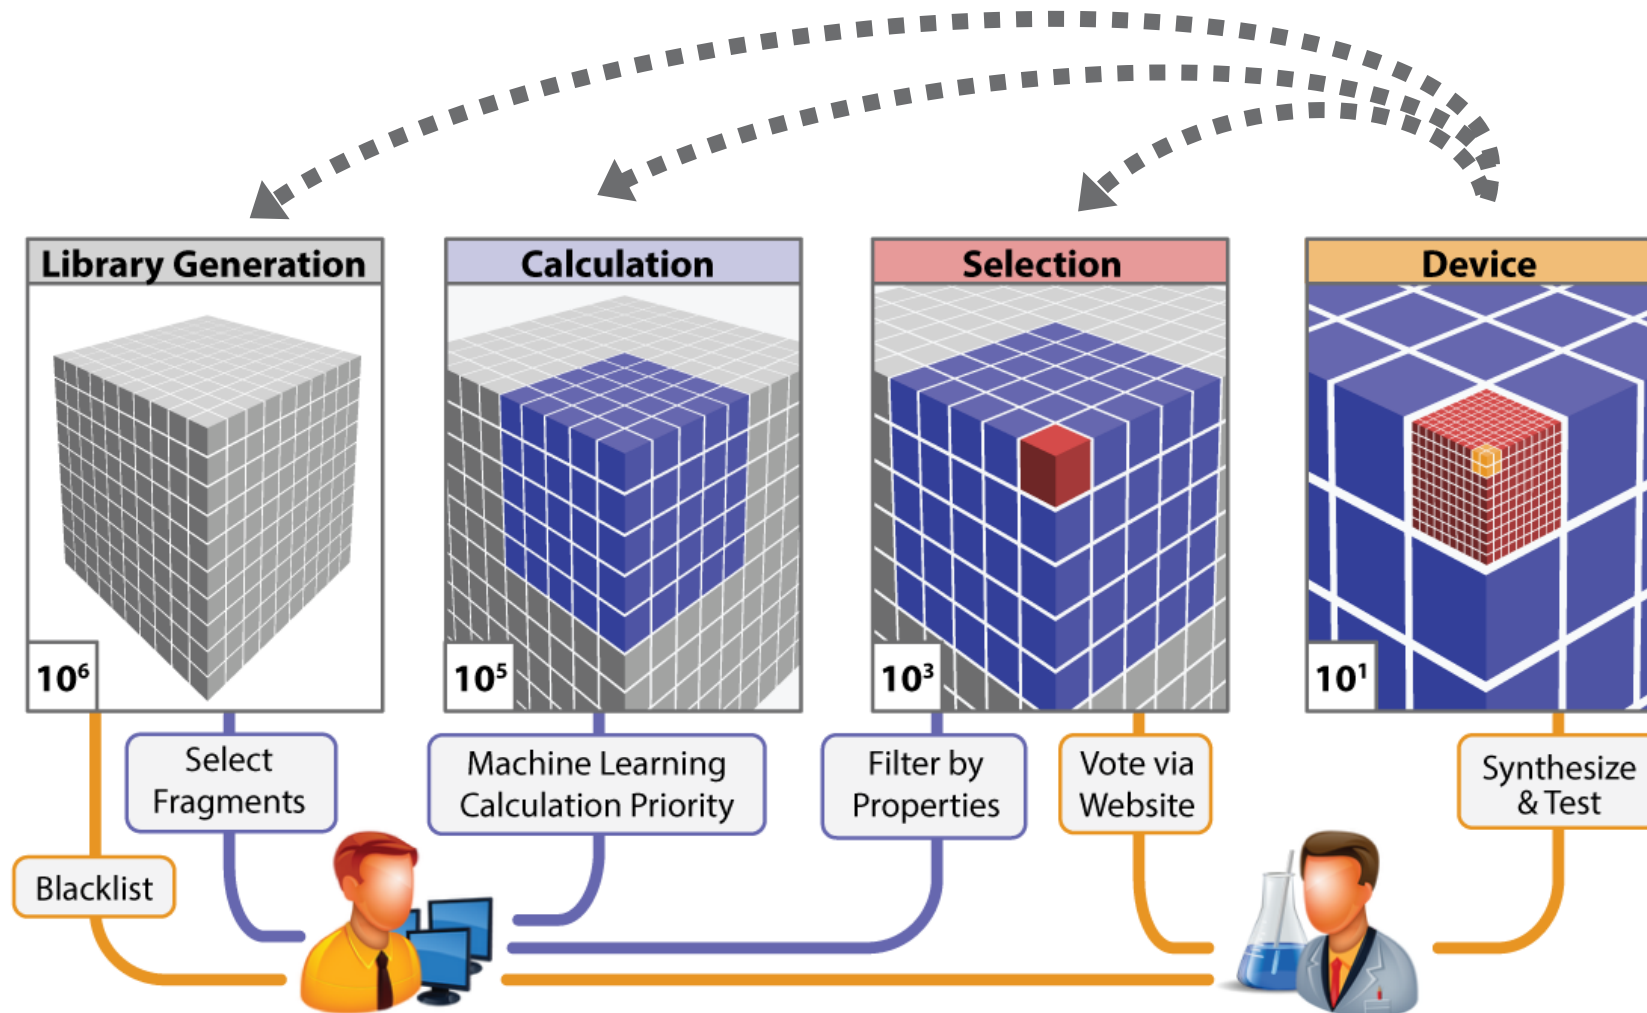 Library Generation
Calculation
Selection
Device
10⁶
10⁵
10³
10¹
Select
Fragments
Machine Learning
Calculation Priority
Filter by
Properties
Vote via
Website
Synthesize
& Test
Blacklist